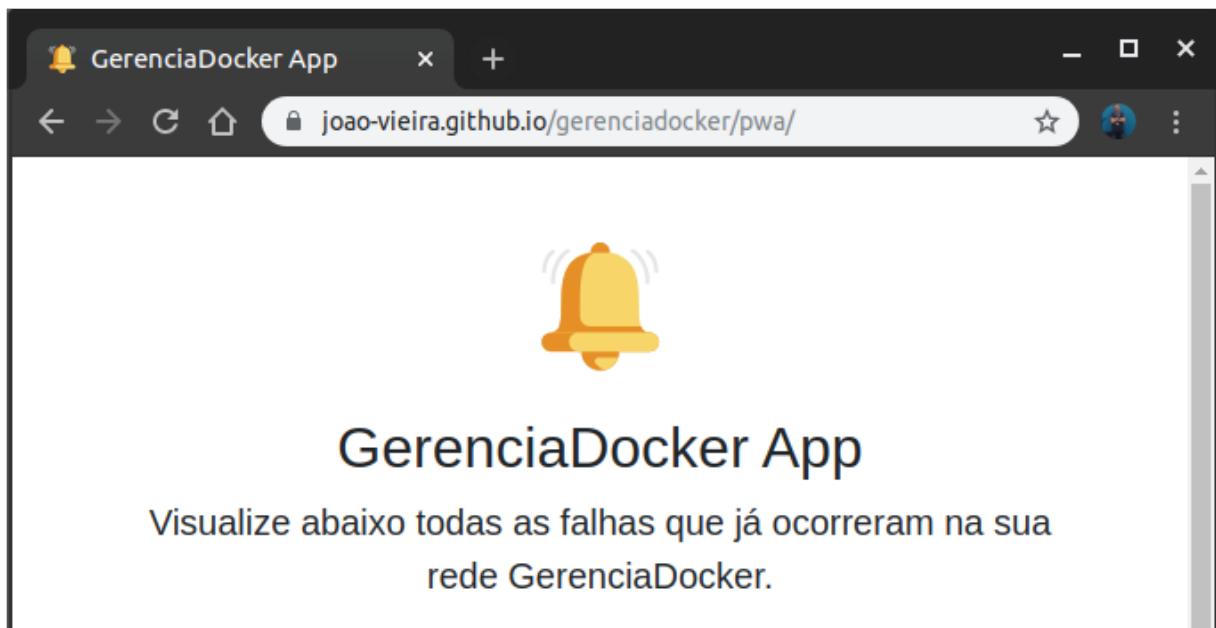 GerenciaDocker App
joao-vieira.github.io/gerenciadocker/pwa/
GerenciaDocker App
Visualize abaixo todas as falhas que já ocorreram na sua
rede GerenciaDocker.